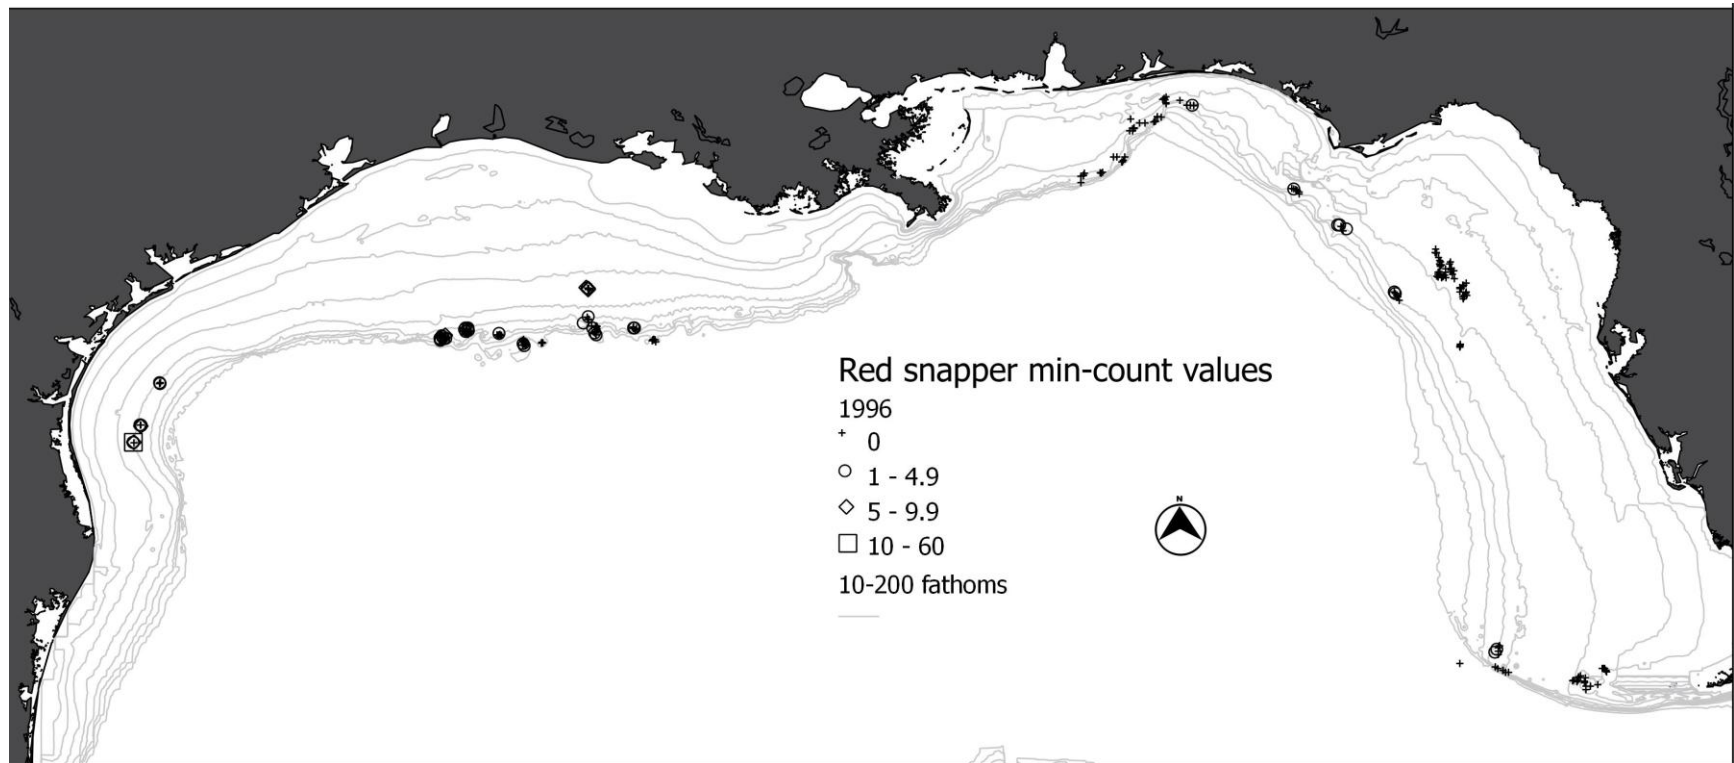 Red snapper min-count values
1996
0
1 - 4.9
5 - 9.9
10 - 60
10-200 fathoms
N